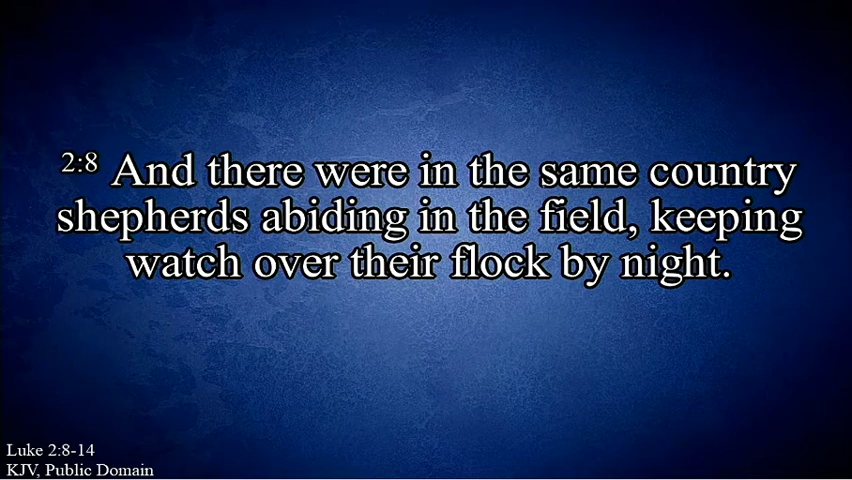 2:8 And there were in the same country
shepherds abiding in the field, keeping
watch over their flock by night.
Luke 2:8-14
KJV, Public Domain